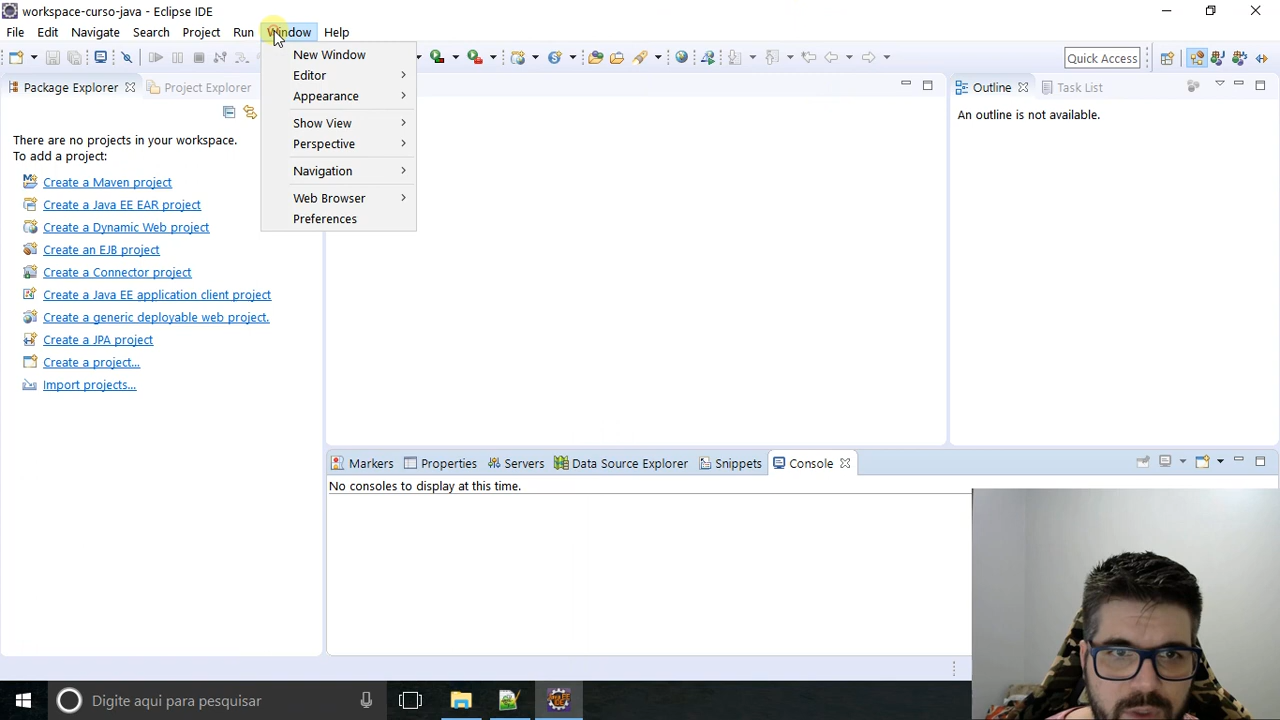 workspace-curso-java - Eclipse IDE
File Edit Navigate Search Project Run Window Help
Quick Access
New Window
Editor
Appearance
Show View
Perspective
Navigation
Web Browser
Preferences
Package Explorer
Project Explorer
There are no projects in your workspace.
To add a project:
Create a Maven project
Create a Java EE EAR project
Create a Dynamic Web project
Create an EJB project
Create a Connector project
Create a Java EE application client project
Create a generic deployable web project.
Create a JPA project
Create a project...
Import projects...
Outline
Task List
An outline is not available.
Markers Properties Servers Data Source Explorer Snippets Console
No consoles to display at this time.
Digite aqui para pesquisar